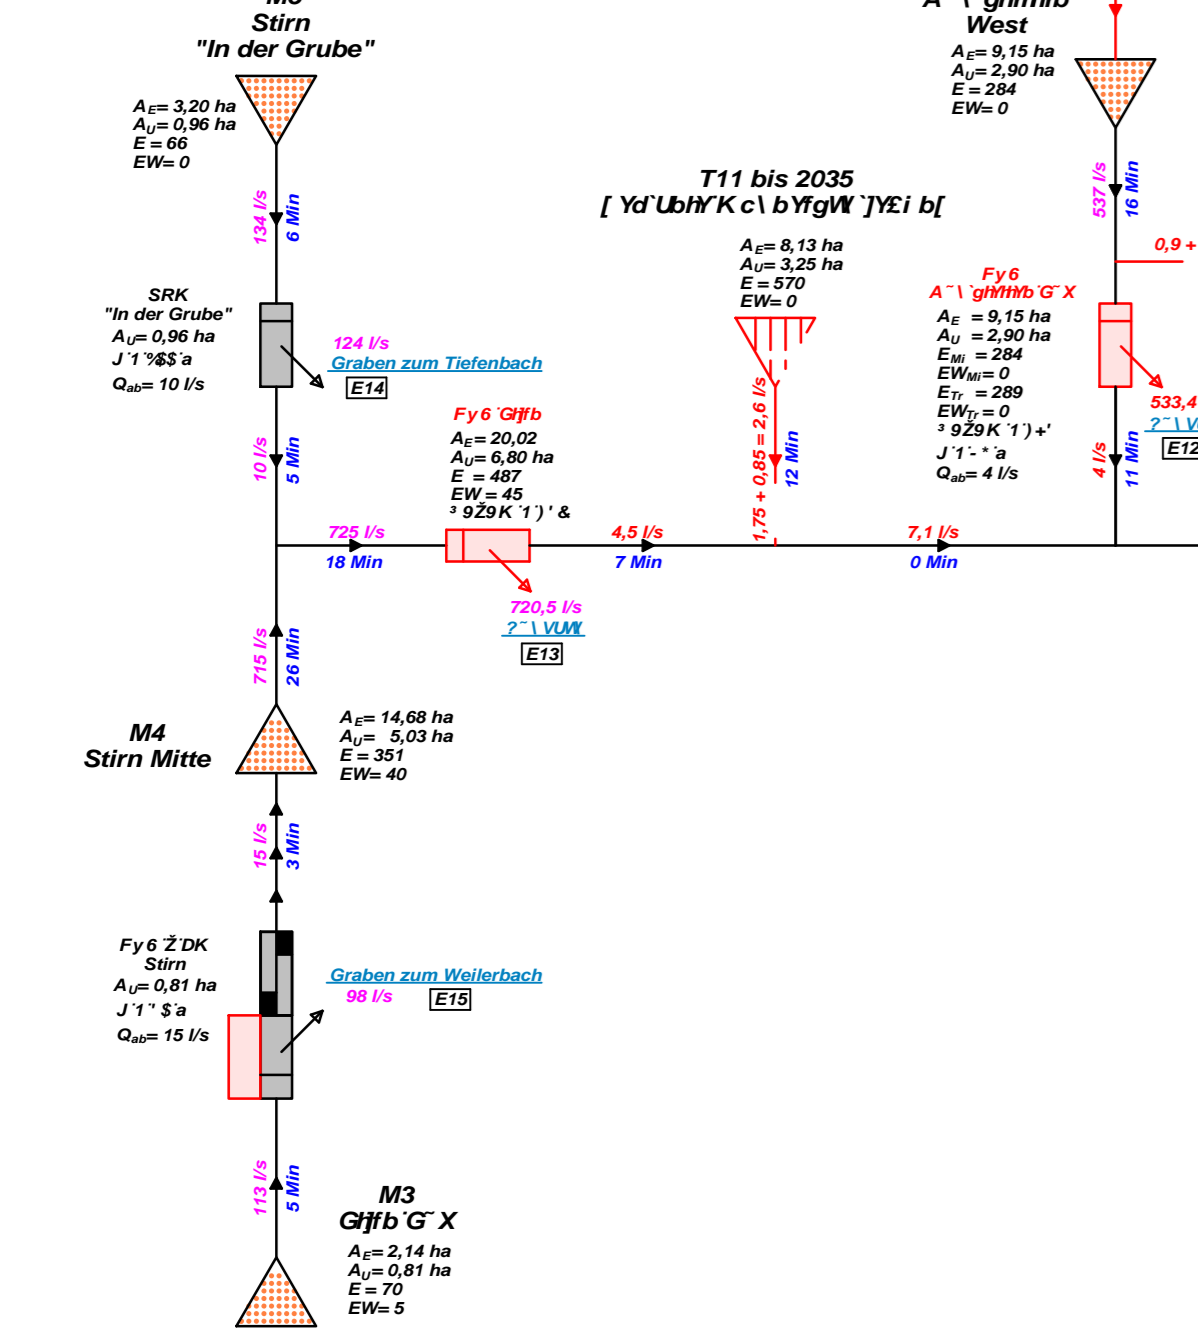 Stirn
"In der Grube"
AE= 3,20 ha
AU= 0,96 ha
E = 66
EW= 0
134 l/s
6 Min
SRK
"In der Grube"
AU= 0,96 ha
Qab= 10 l/s
124 l/s
Graben zum Tiefenbach
E14
10 l/s
5 Min
West
AE= 9,15 ha
AU= 2,90 ha
E = 284
EW= 0
537 l/s
16 Min
0,9 +
T11 bis 2035
AE= 8,13 ha
AU= 3,25 ha
E = 570
EW= 0
1,75 + 0,85 = 2,6 l/s
12 Min
AE = 9,15 ha
AU = 2,90 ha
EMi = 284
EWMi= 0
ETr = 289
EWTr= 0
Qab= 4 l/s
533,4
E12
4 l/s
11 Min
AE= 20,02
AU= 6,80 ha
E = 487
EW = 45
725 l/s
18 Min
4,5 l/s
7 Min
7,1 l/s
0 Min
720,5 l/s
E13
715 l/s
26 Min
M4
Stirn Mitte
AE= 14,68 ha
AU= 5,03 ha
E = 351
EW= 40
15 l/s
3 Min
Stirn
AU= 0,81 ha
Qab= 15 l/s
Graben zum Weilerbach
98 l/s
E15
113 l/s
5 Min
M3
AE= 2,14 ha
AU= 0,81 ha
E = 70
EW= 5